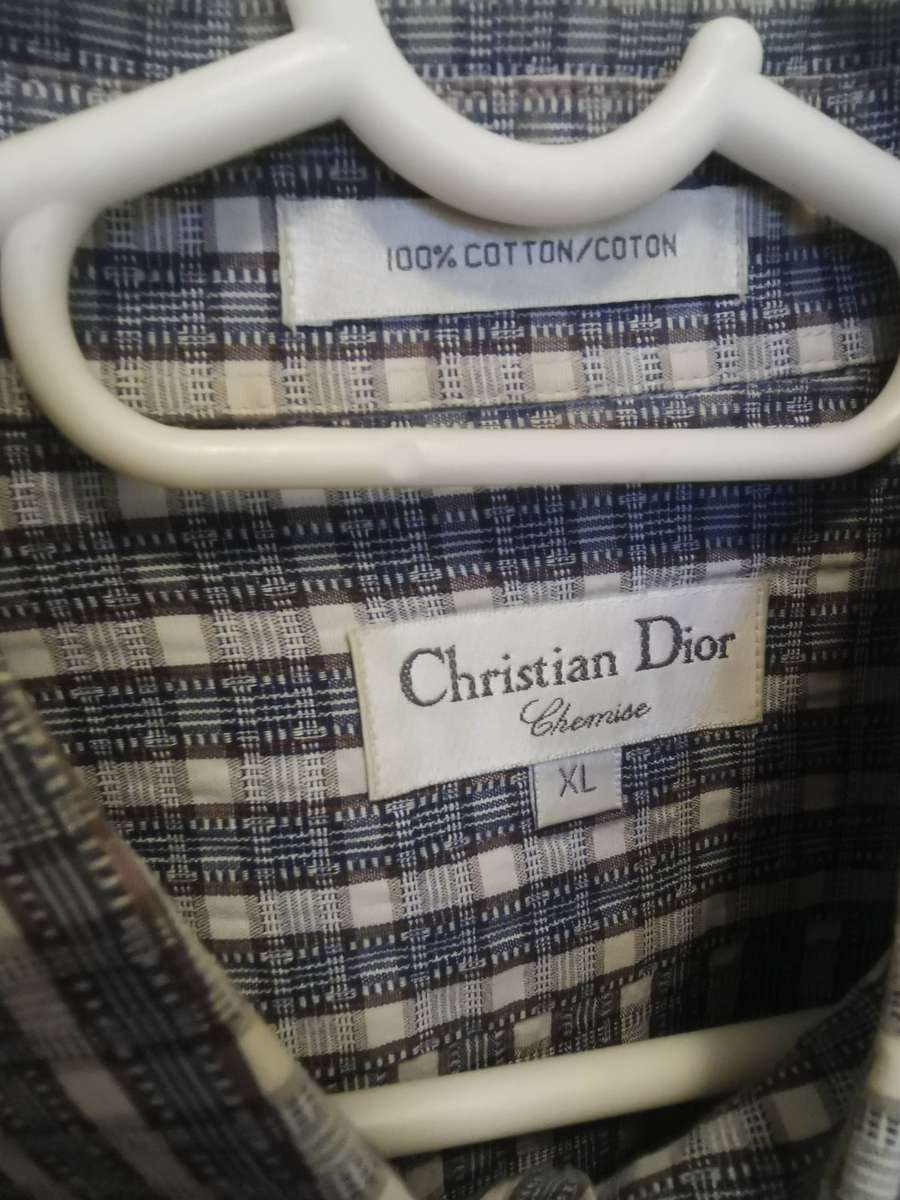 100% COTTON/COTON
Christian Dior
Chemise
XL